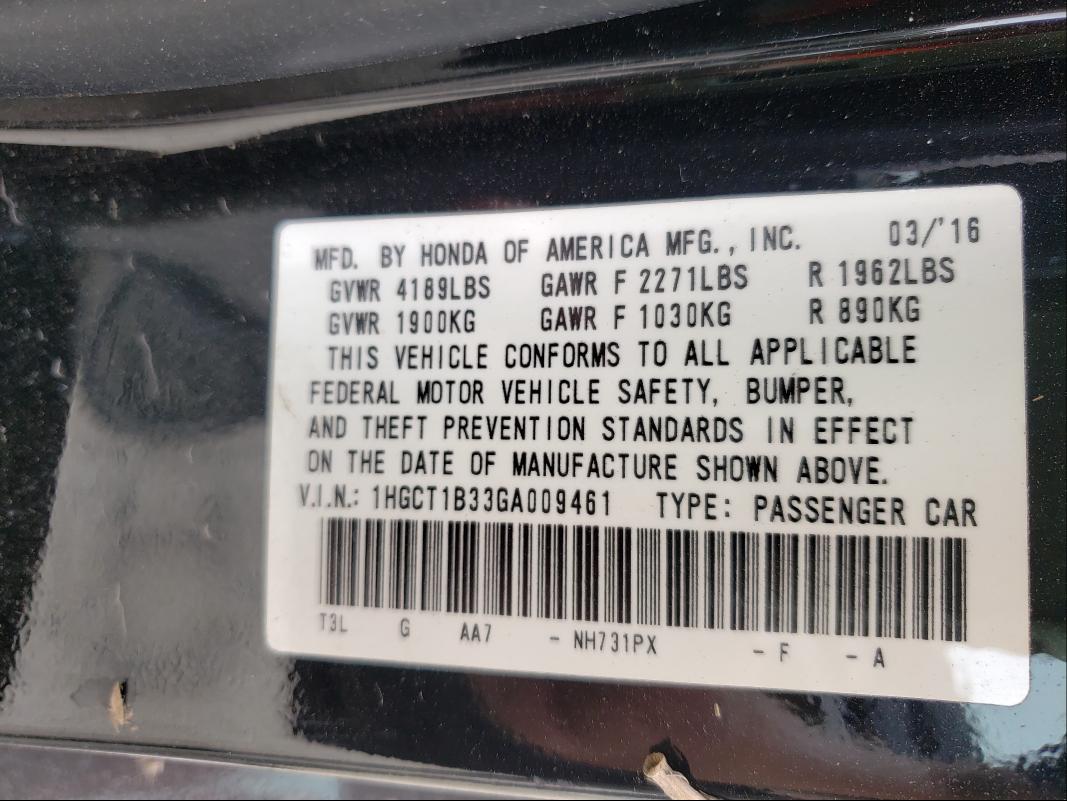 MFD. BY HONDA OF AMERICA MFG., INC. 03/'16
GVWR 4189LBS GAWR F 2271LBS R 1962LBS
GVWR 1900KG GAWR F 1030KG R 890KG
THIS VEHICLE CONFORMS TO ALL APPLICABLE
FEDERAL MOTOR VEHICLE SAFETY, BUMPER,
AND THEFT PREVENTION STANDARDS IN EFFECT
ON THE DATE OF MANUFACTURE SHOWN ABOVE.
V.I.N.: 1HGCT1B33GA009461 TYPE: PASSENGER CAR
T3L G AA7 - NH731PX - F - A